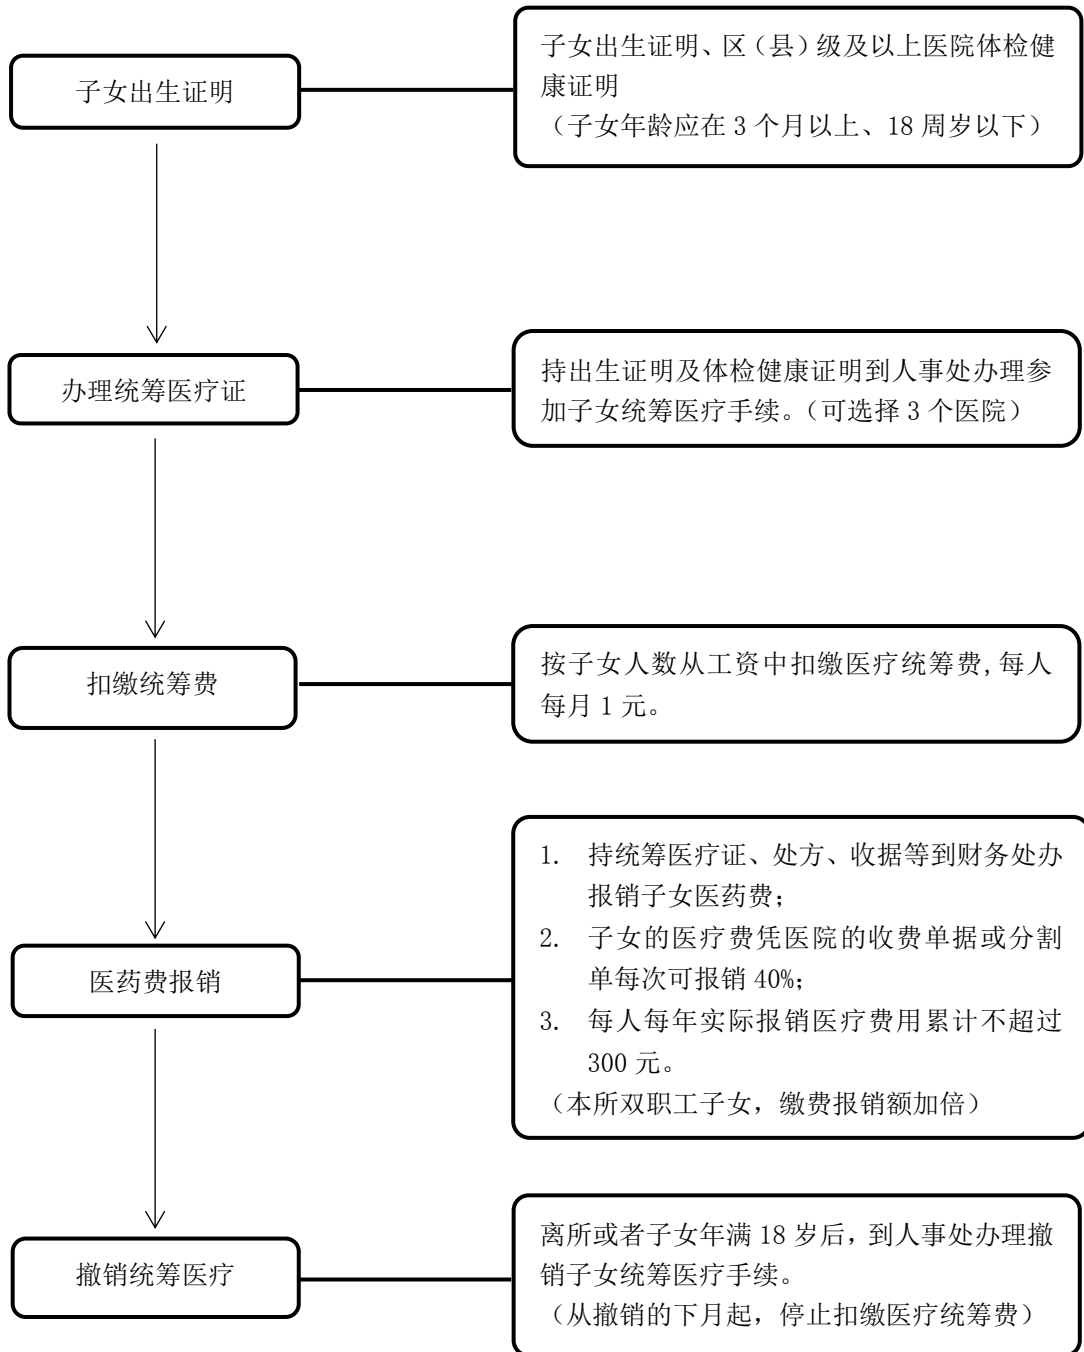 子女出生证明
子女出生证明、区（县）级及以上医院体检健
康证明
（子女年龄应在 3 个月以上、18 周岁以下）
办理统筹医疗证
持出生证明及体检健康证明到人事处办理参
加子女统筹医疗手续。（可选择 3 个医院）
扣缴统筹费
按子女人数从工资中扣缴医疗统筹费,每人
每月 1 元。
医药费报销
1. 持统筹医疗证、处方、收据等到财务处办
报销子女医药费；
2. 子女的医疗费凭医院的收费单据或分割
单每次可报销 40%；
3. 每人每年实际报销医疗费用累计不超过
300 元。
（本所双职工子女，缴费报销额加倍）
撤销统筹医疗
离所或者子女年满 18 岁后，到人事处办理撤
销子女统筹医疗手续。
（从撤销的下月起，停止扣缴医疗统筹费）